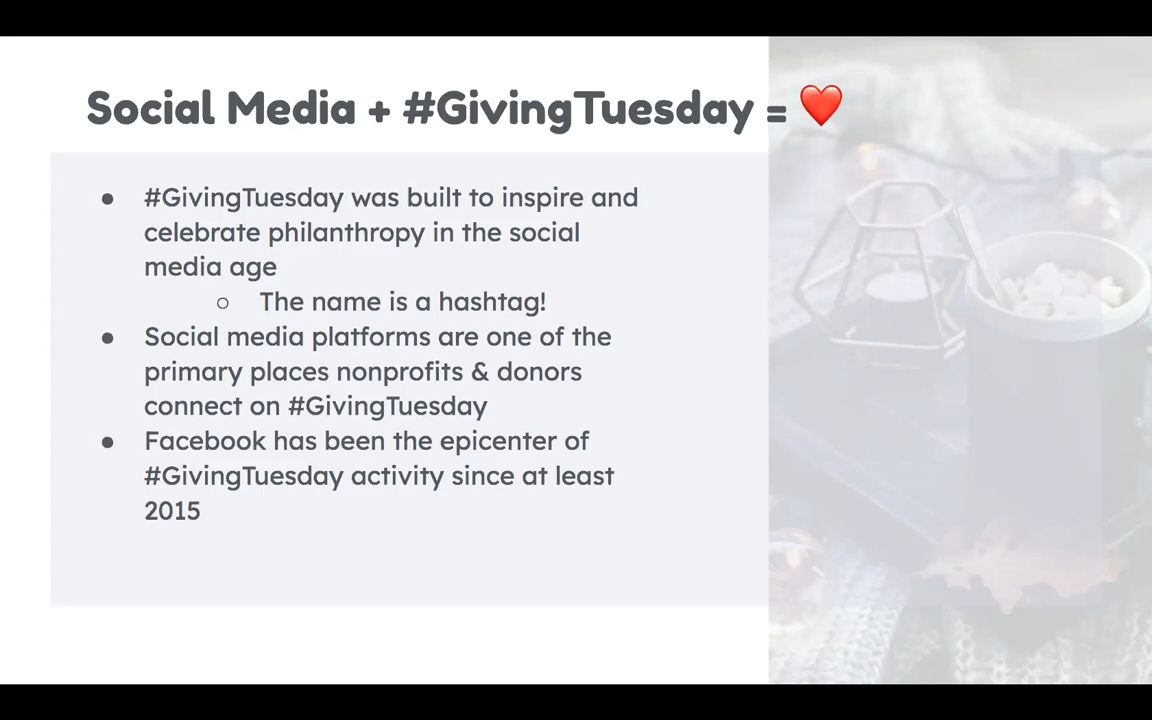 Social Media + #GivingTuesday = ❤️
● #GivingTuesday was built to inspire and
celebrate philanthropy in the social
media age
○ The name is a hashtag!
● Social media platforms are one of the
primary places nonprofits & donors
connect on #GivingTuesday
● Facebook has been the epicenter of
#GivingTuesday activity since at least
2015